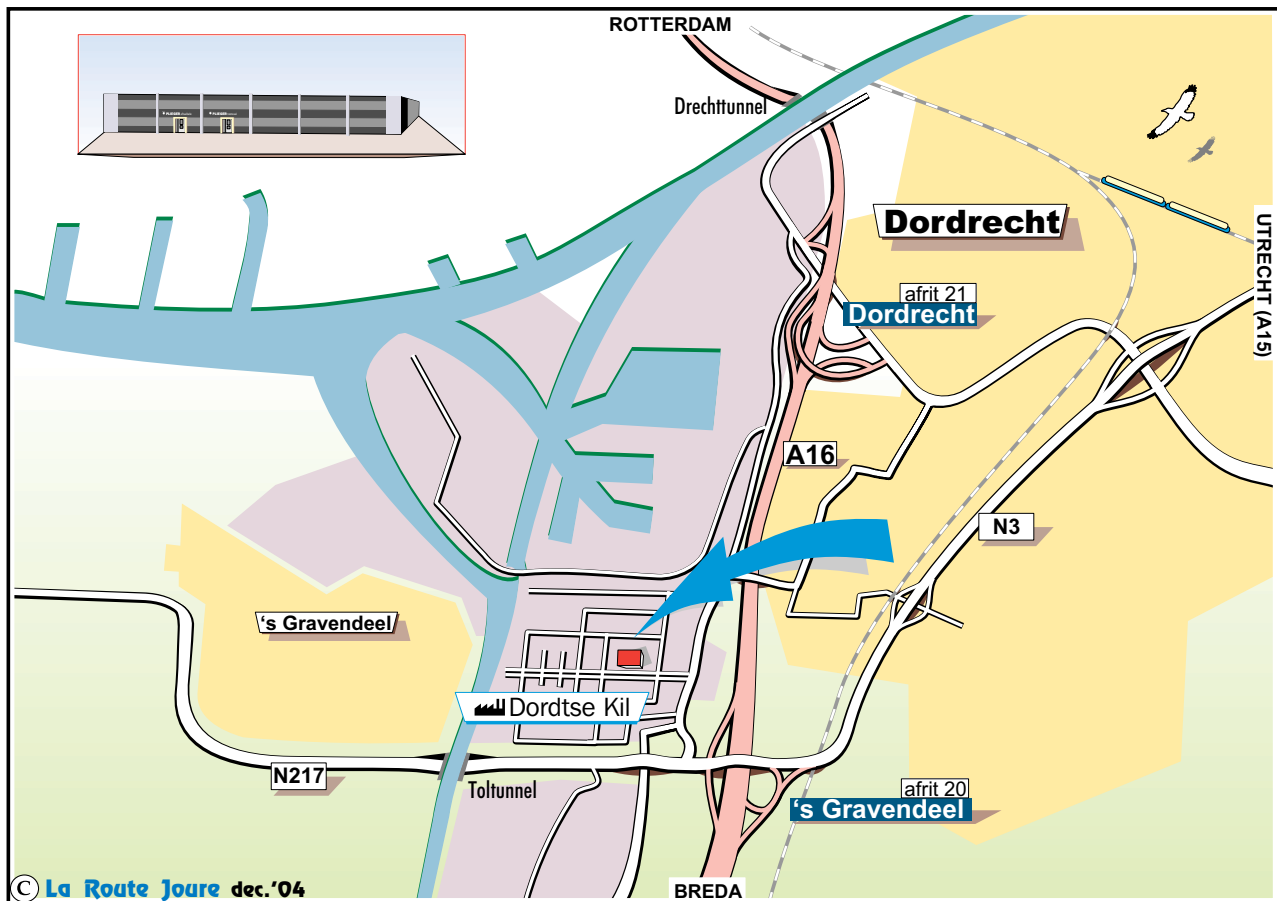 ROTTERDAM
Drechttunnel
Dordrecht
UTRECHT (A15)
afrit 21
Dordrecht
A16
N3
's Gravendeel
Dordtse Kil
N217
Toltunnel
afrit 20
's Gravendeel
BREDA
© La Route Joure dec.'04